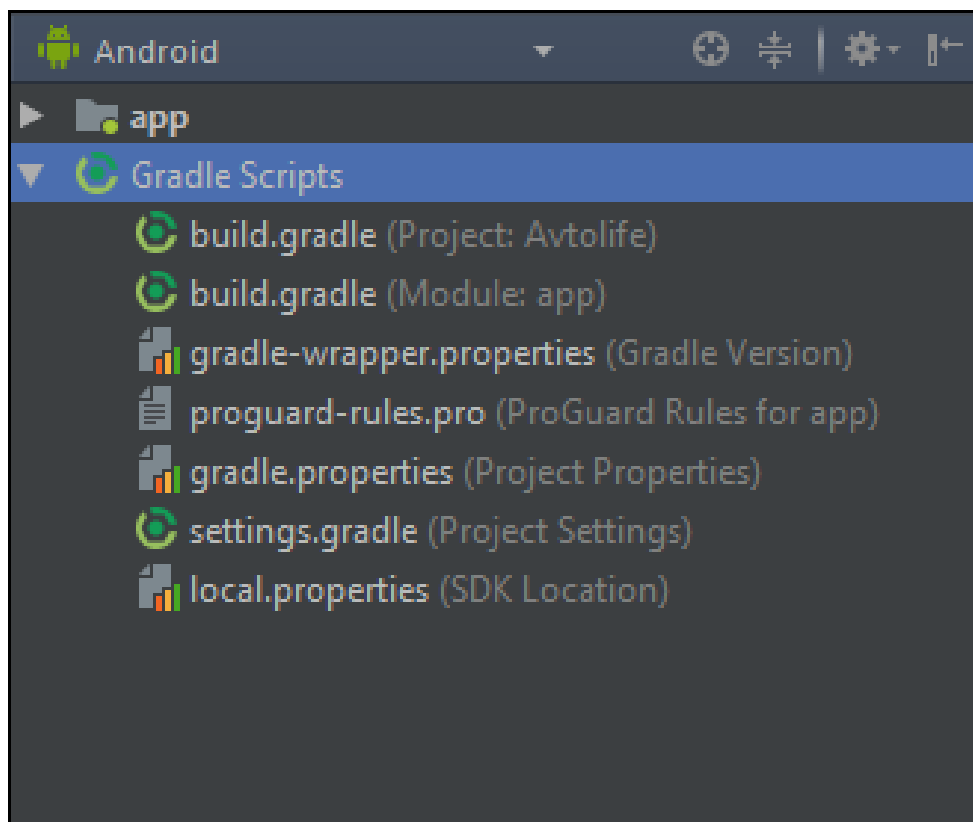 Android
app
Gradle Scripts
build.gradle (Project: Avtolife)
build.gradle (Module: app)
gradle-wrapper.properties (Gradle Version)
proguard-rules.pro (ProGuard Rules for app)
gradle.properties (Project Properties)
settings.gradle (Project Settings)
local.properties (SDK Location)